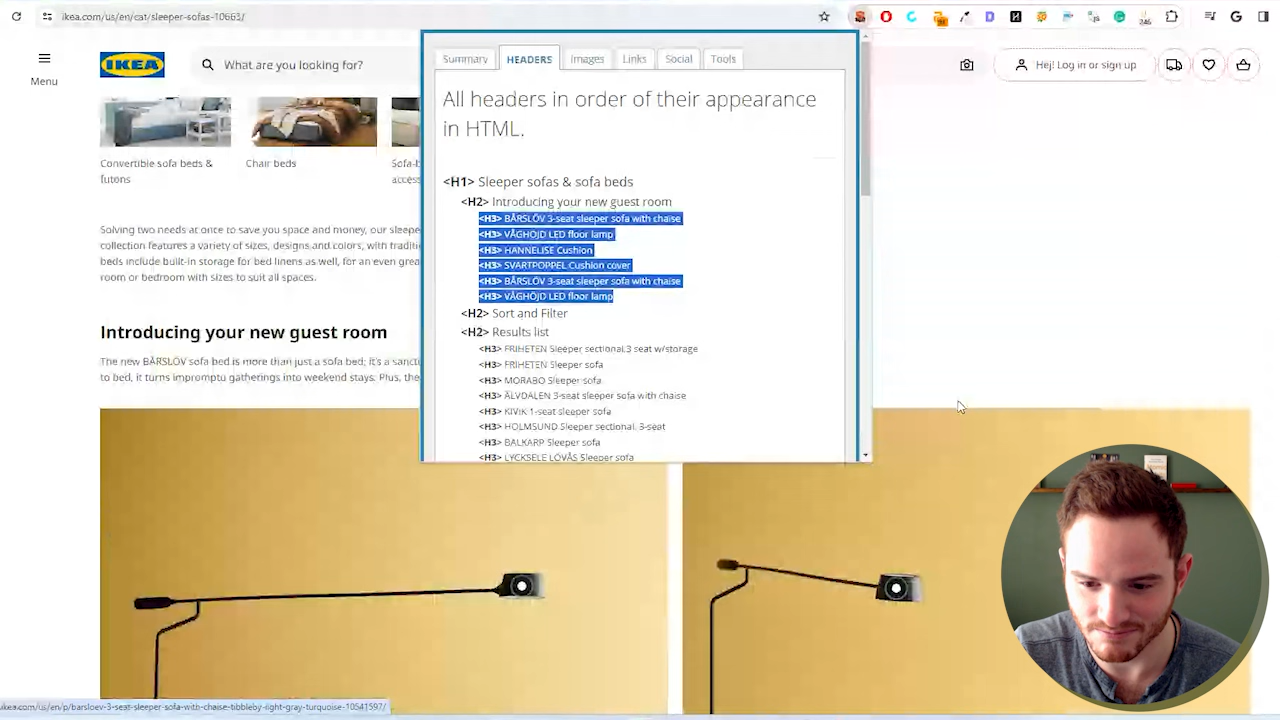 ikea.com/us/en/cat/sleeper-sofas-10663/
Menu
IKEA
What are you looking for?
Hej! Log in or sign up
Summary
HEADERS
Images
Links
Social
Tools
All headers in order of their appearance
in HTML.
<H1> Sleeper sofas & sofa beds
<H2> Introducing your new guest room
<H3> BÅRSLÖV 3-seat sleeper sofa with chaise
<H3> VÅGHÖJD LED floor lamp
<H3> HANNELISE Cushion
<H3> SVARTPOPPEL Cushion cover
<H3> BÅRSLÖV 3-seat sleeper sofa with chaise
<H3> VÅGHÖJD LED floor lamp
<H2> Sort and Filter
<H2> Results list
<H3> FRIHETEN Sleeper sectional,3 seat w/storage
<H3> FRIHETEN Sleeper sofa
<H3> MORABO Sleeper sofa
<H3> ÄLVDALEN 3-seat sleeper sofa with chaise
<H3> KIVIK 1-seat sleeper sofa
<H3> HOLMSUND Sleeper sectional, 3-seat
<H3> BALKARP Sleeper sofa
<H3> LYCKSELE LÖVÅS Sleeper sofa
Convertible sofa beds &
futons
Chair beds
Sofa-b
access
Solving two needs at once to save you space and money, our sleepe
collection features a variety of sizes, designs and colors, with traditi
beds include built-in storage for bed linens as well, for an even grea
room or bedroom with sizes to suit all spaces.
Introducing your new guest room
The new BÅRSLÖV sofa bed is more than just a sofa bed; it's a sanct
to bed, it turns impromptu gatherings into weekend stays. Plus, the
ikea.com/us/en/p/barsloev-3-seat-sleeper-sofa-with-chaise-tibbleby-light-gray-turquoise-10541597/